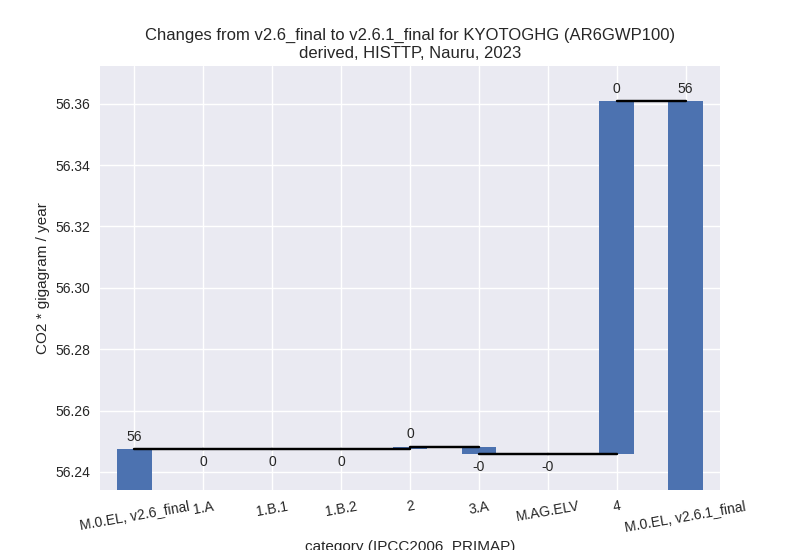 Changes from v2.6_final to v2.6.1_final for KYOTOGHG (AR6GWP100)
derived, HISTTP, Nauru, 2023
CO2 * gigagram / year
56.36
56.34
56.32
56.30
56.28
56.26
56.24
56
0
0
0
0
-0
-0
0
56
M.0.EL, v2.6_final
1.A
1.B.1
1.B.2
2
3.A
M.AG.ELV
4
M.0.EL, v2.6.1_final
category (IPCC2006_PRIMAP)